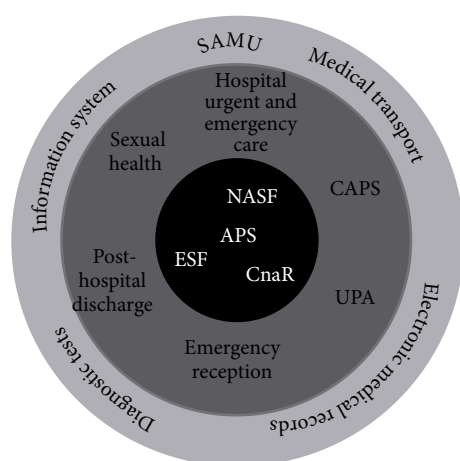 SAMU
Medical transport
Electronic medical records
Diagnostic tests
Information system
Hospital
urgent and
emergency
care
CAPS
UPA
Emergency
reception
Post-
hospital
discharge
Sexual
health
NASF
APS
ESF
CnaR